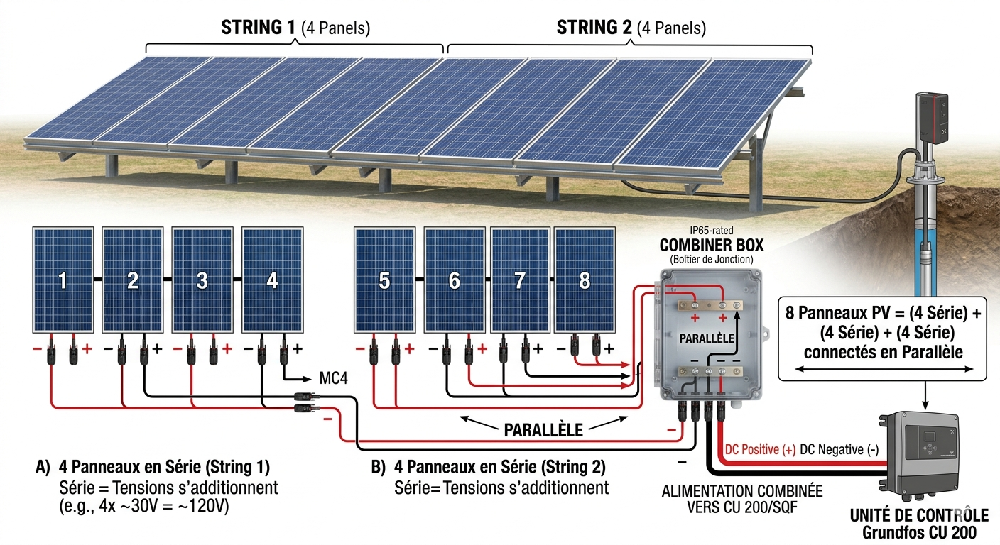 STRING 1 (4 Panels)
STRING 2 (4 Panels)
1
2
3
4
5
6
7
8
- +
- +
- +
- +
- +
- +
- +
- +
MC4
-
PARALLÈLE
IP65-rated
COMBINER BOX
(Boîtier de Jonction)
+ +
PARALLÈLE
- - -
-
-
DC Positive (+) DC Negative (-)
8 Panneaux PV = (4 Série) +
(4 Série) + (4 Série)
connectés en Parallèle
A) 4 Panneaux en Série (String 1)
Série = Tensions s'additionnent
(e.g., 4x ~30V = ~120V)
B) 4 Panneaux en Série (String 2)
Série= Tensions s'additionnent
ALIMENTATION COMBINÉE
VERS CU 200/SQF
UNITÉ DE CONTRÔLE
Grundfos CU 200